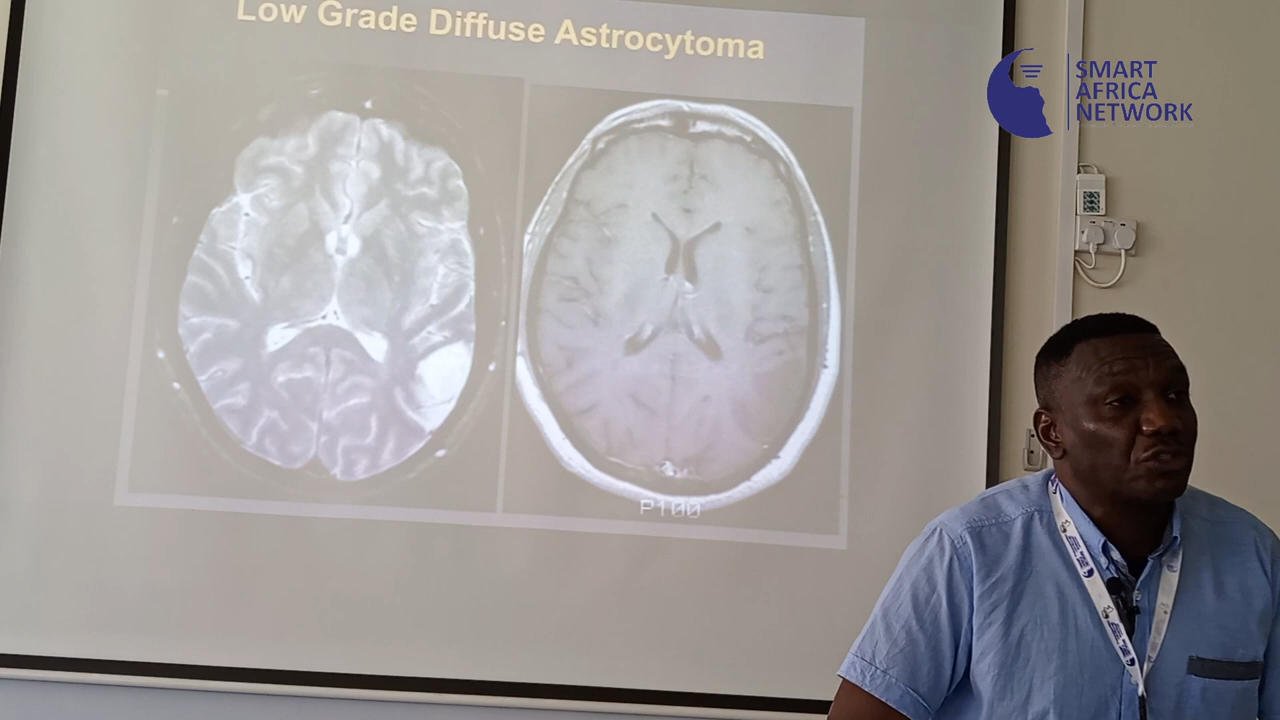 Low Grade Diffuse Astrocytoma
SMART
AFRICA
NETWORK
P100